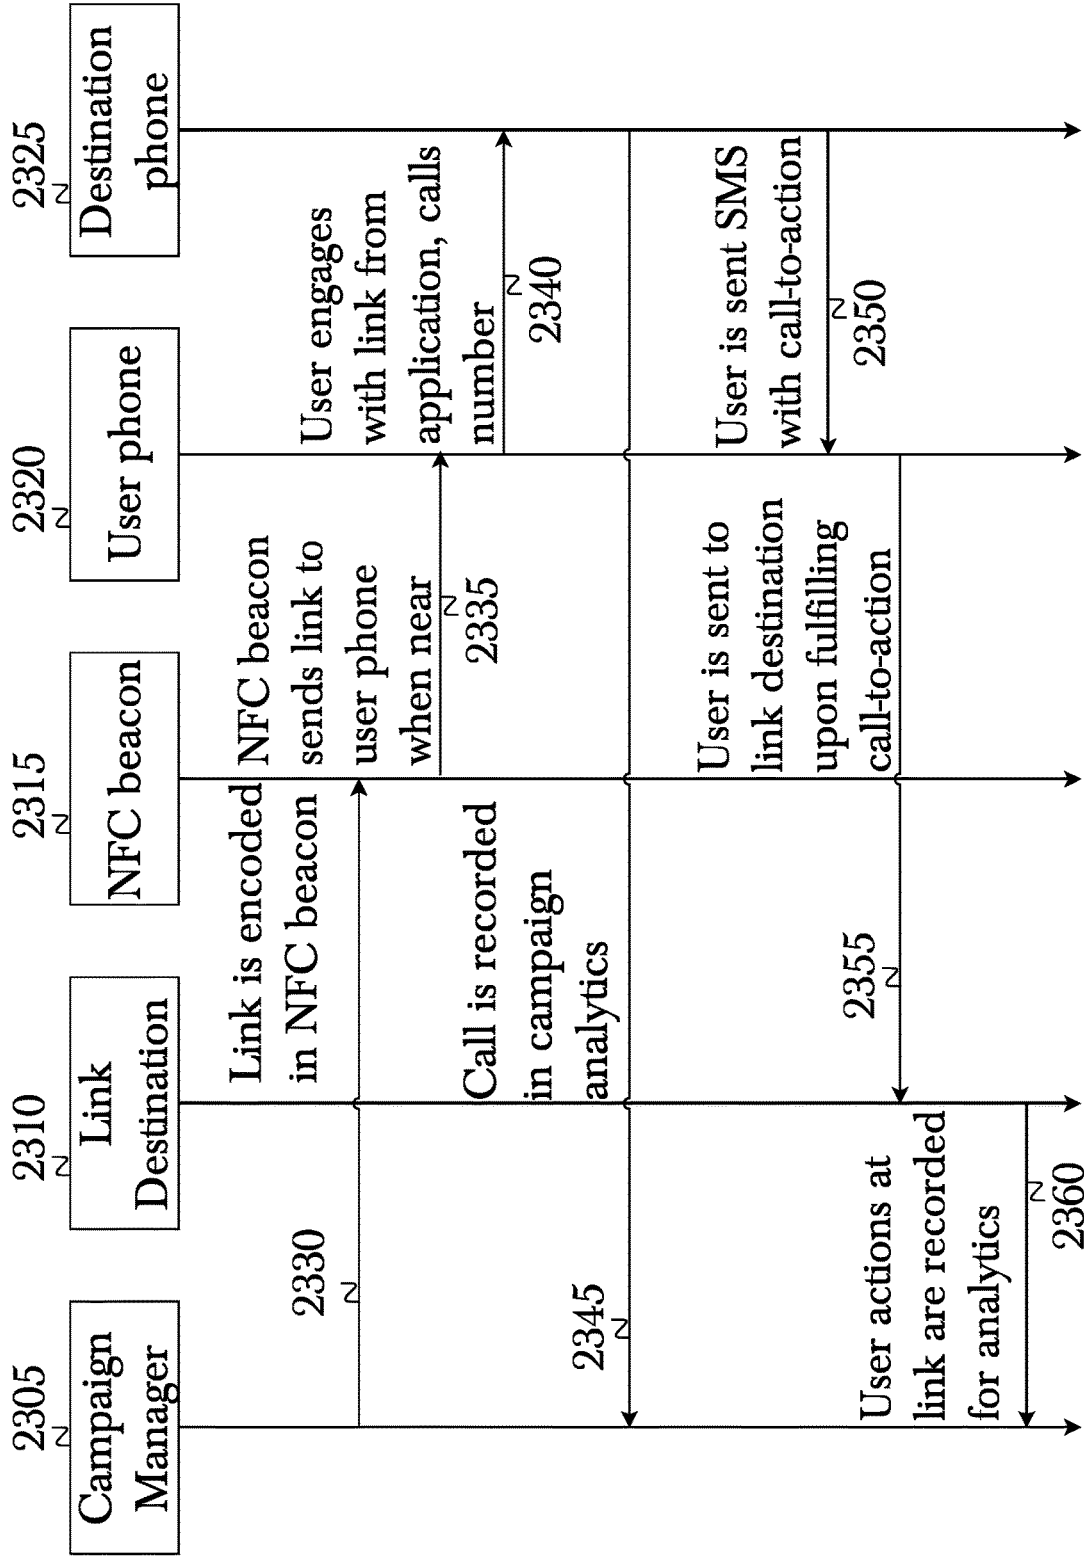 2305
2310
2315
2320
2325
Campaign
Manager
Link
Destination
NFC beacon
User phone
Destination
phone
Link is encoded
in NFC beacon
2330
NFC beacon
sends link to
user phone
when near
2335
User engages
with link from
application, calls
number
2340
Call is recorded
in campaign
analytics
2345
User is sent SMS
with call-to-action
2350
User is sent to
link destination
upon fulfilling
call-to-action
2355
User actions at
link are recorded
for analytics
2360